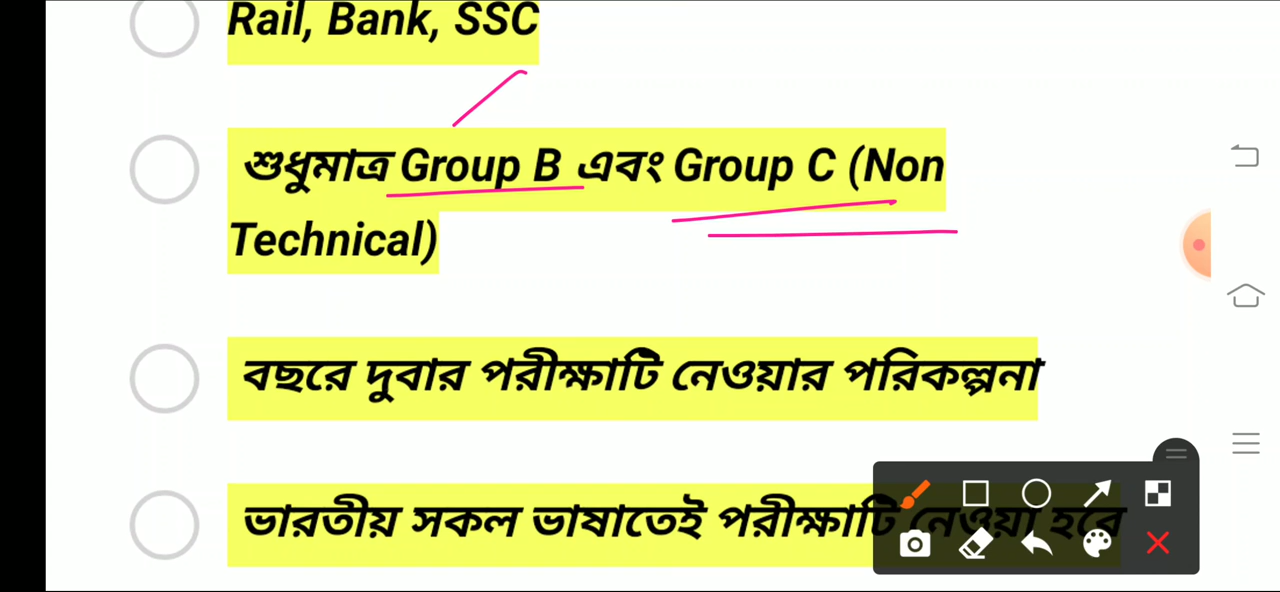 Rail, Bank, SSC
শুধুমাত্র Group B এবং Group C (Non
Technical)
বছরে দুবার পরীক্ষাটি নেওয়ার পরিকল্পনা
ভারতীয় সকল ভাষাতেই পরীক্ষাটি নেওয়া হবে